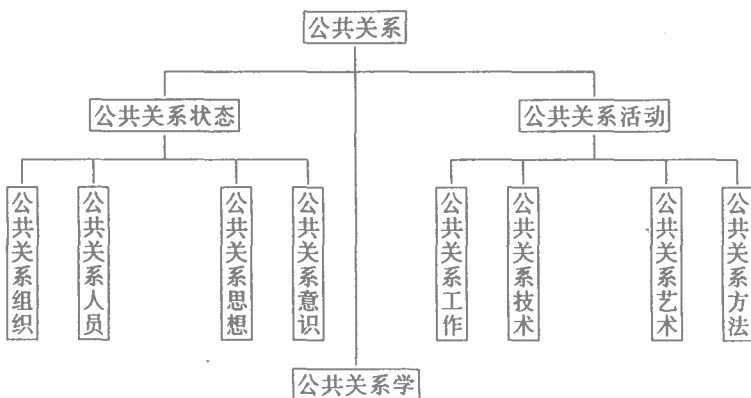 公共关系
公共关系状态
公共关系活动
公共关系组织
公共关系人员
公共关系思想
公共关系意识
公共关系工作
公共关系技术
公共关系艺术
公共关系方法
公共关系学